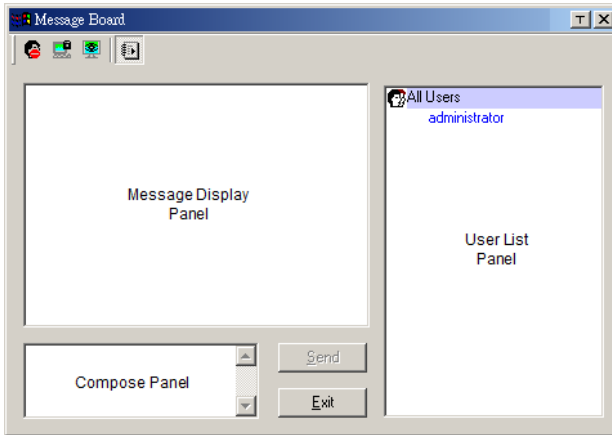 Message Board
T
All Users
administrator
Message Display
Panel
User List
Panel
Compose Panel
Send
Exit